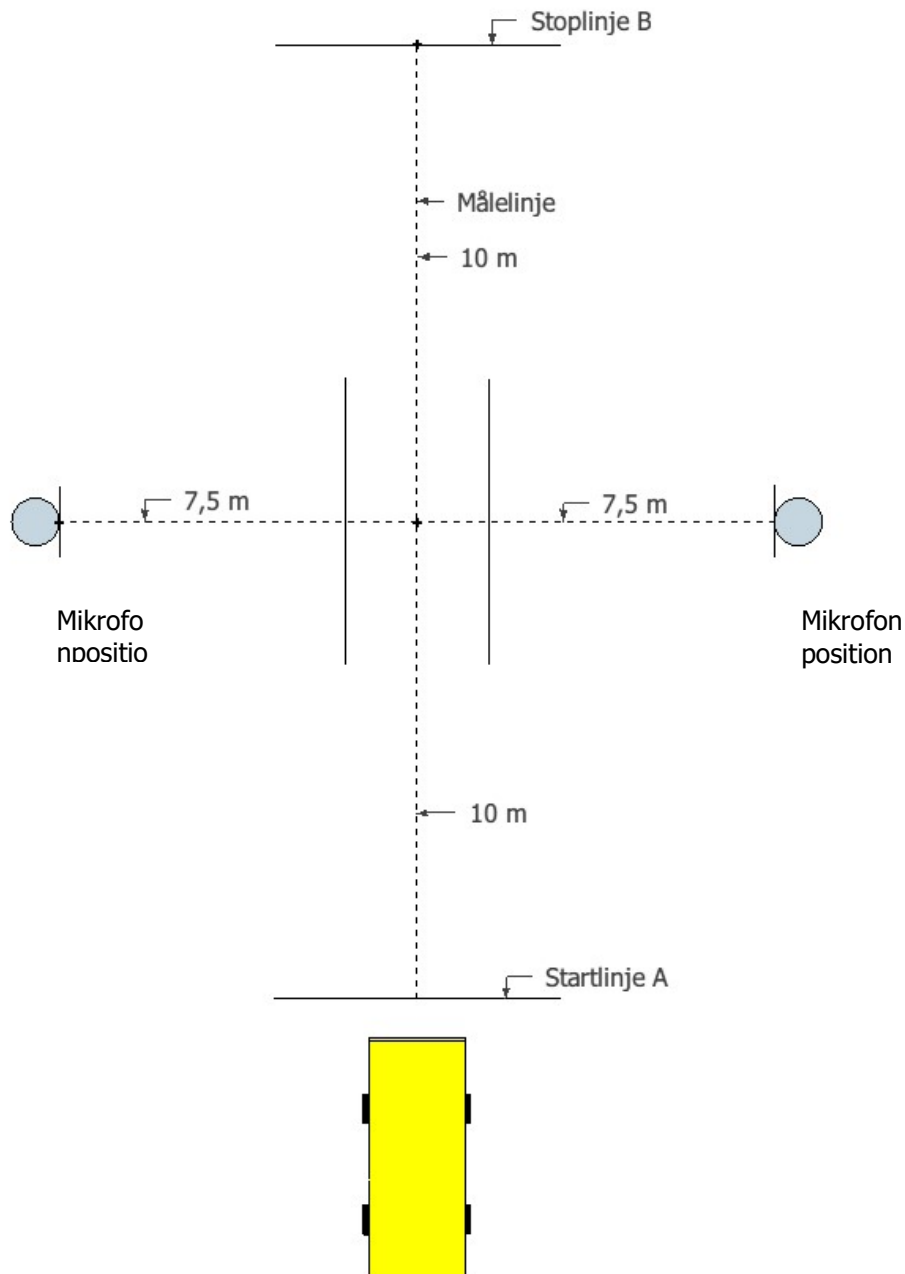 Stoplinje B
Målelinje
10 m
7,5 m
7,5 m
Mikrofo
npositio
Mikrofon
position
10 m
Startlinje A